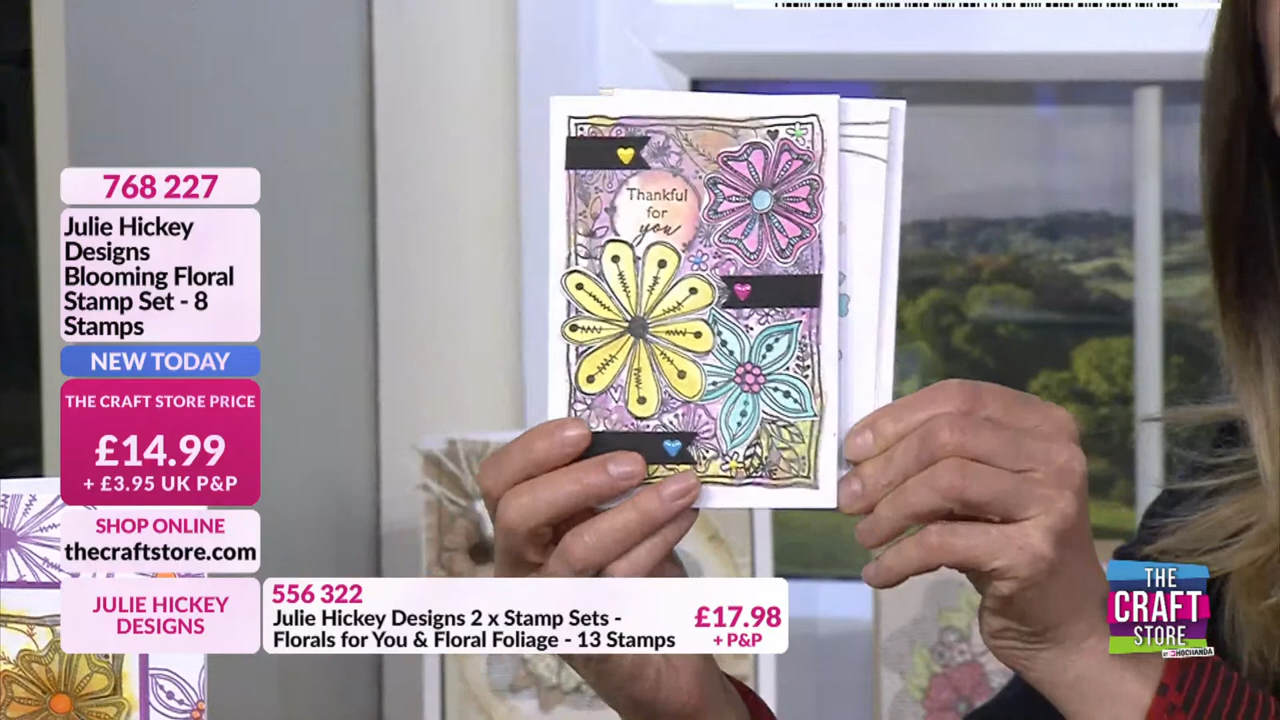 768 227
Julie Hickey
Designs
Blooming Floral
Stamp Set - 8
Stamps
NEW TODAY
THE CRAFT STORE PRICE
£14.99
+ £3.95 UK P&P
SHOP ONLINE
thecraftstore.com
JULIE HICKEY
DESIGNS
556 322
Julie Hickey Designs 2 x Stamp Sets -
Florals for You & Floral Foliage - 13 Stamps
£17.98
+ P&P
Thankful
for
you
THE
CRAFT
STORE
HOCHANDA